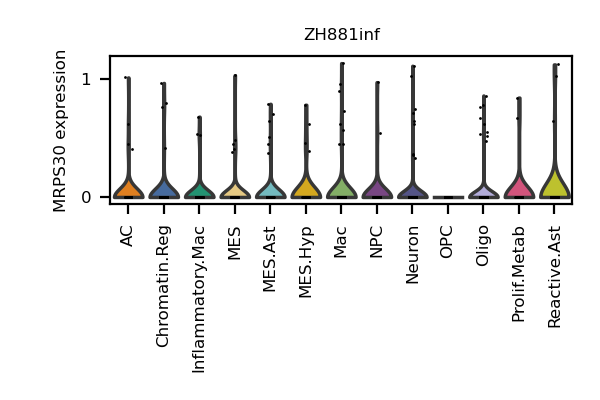 ZH881inf
MRPS30 expression
1
0
AC
Chromatin.Reg
Inflammatory.Mac
MES
MES.Ast
MES.Hyp
Mac
NPC
Neuron
OPC
Oligo
Prolif.Metab
Reactive.Ast